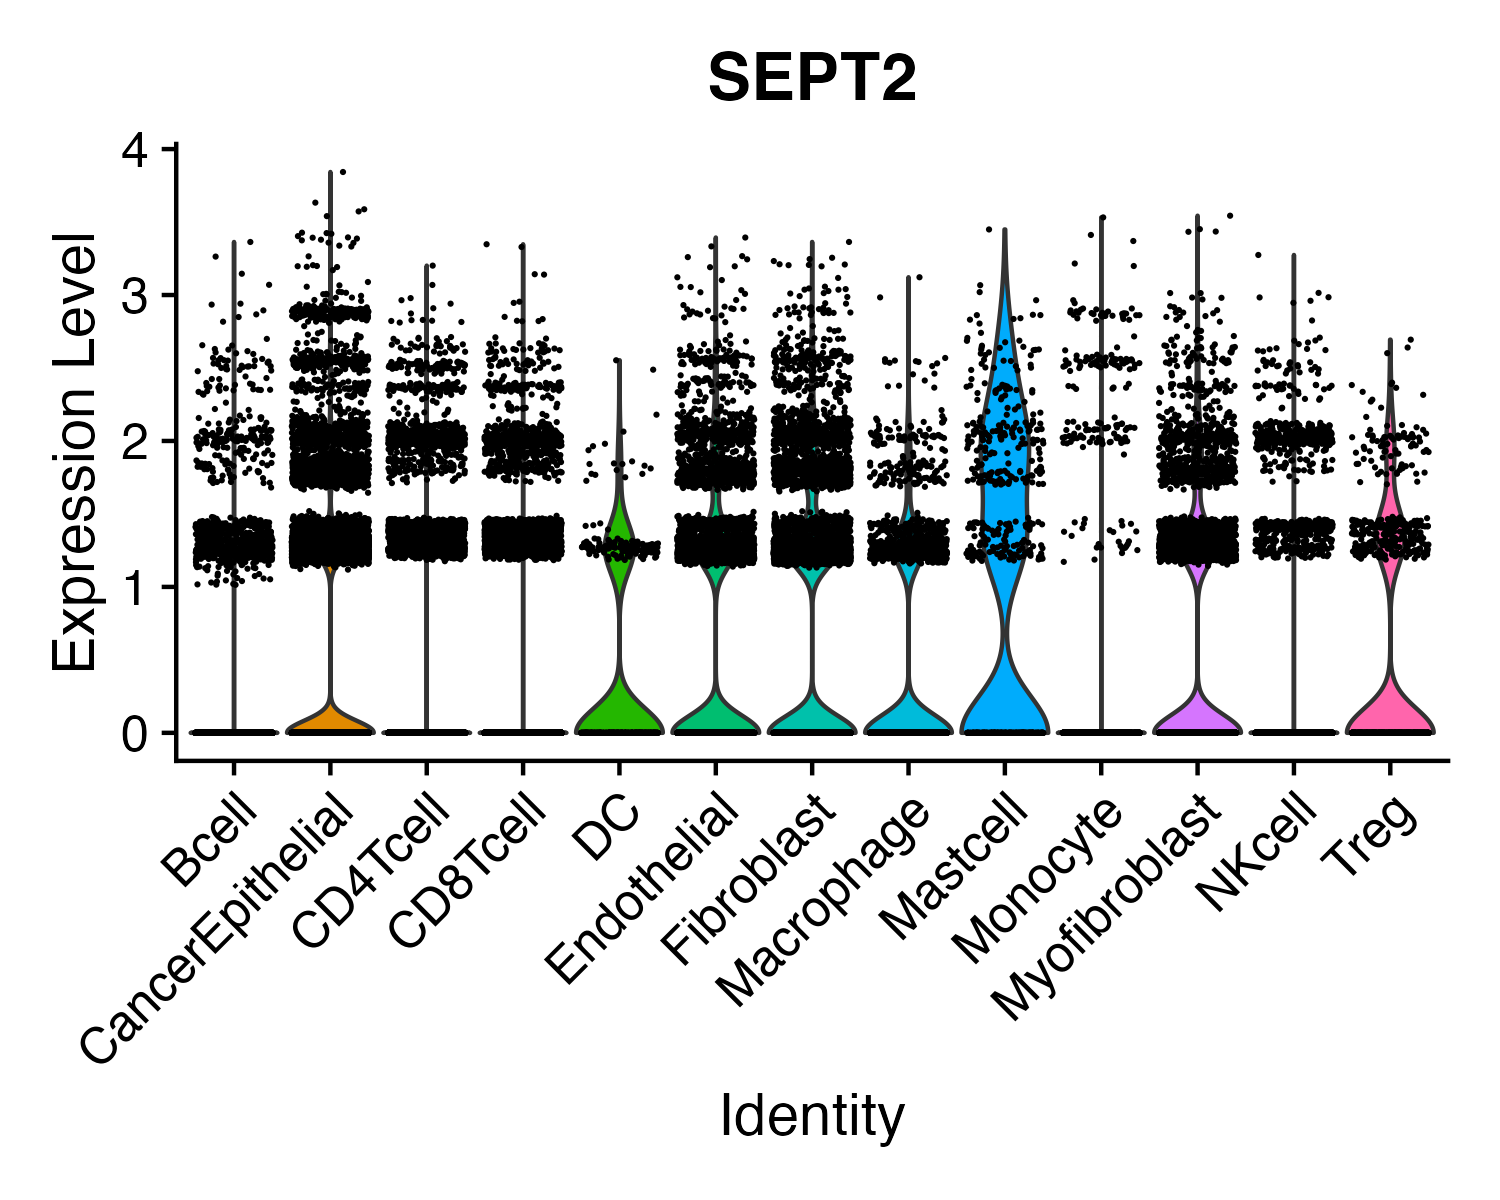 SEPT2
Expression Level
4
3
2
1
0
Bcell
CancerEpithelial
CD4Tcell
CD8Tcell
DC
Endothelial
Fibroblast
Macrophage
Mastcell
Monocyte
Myofibroblast
NKcell
Treg
Identity